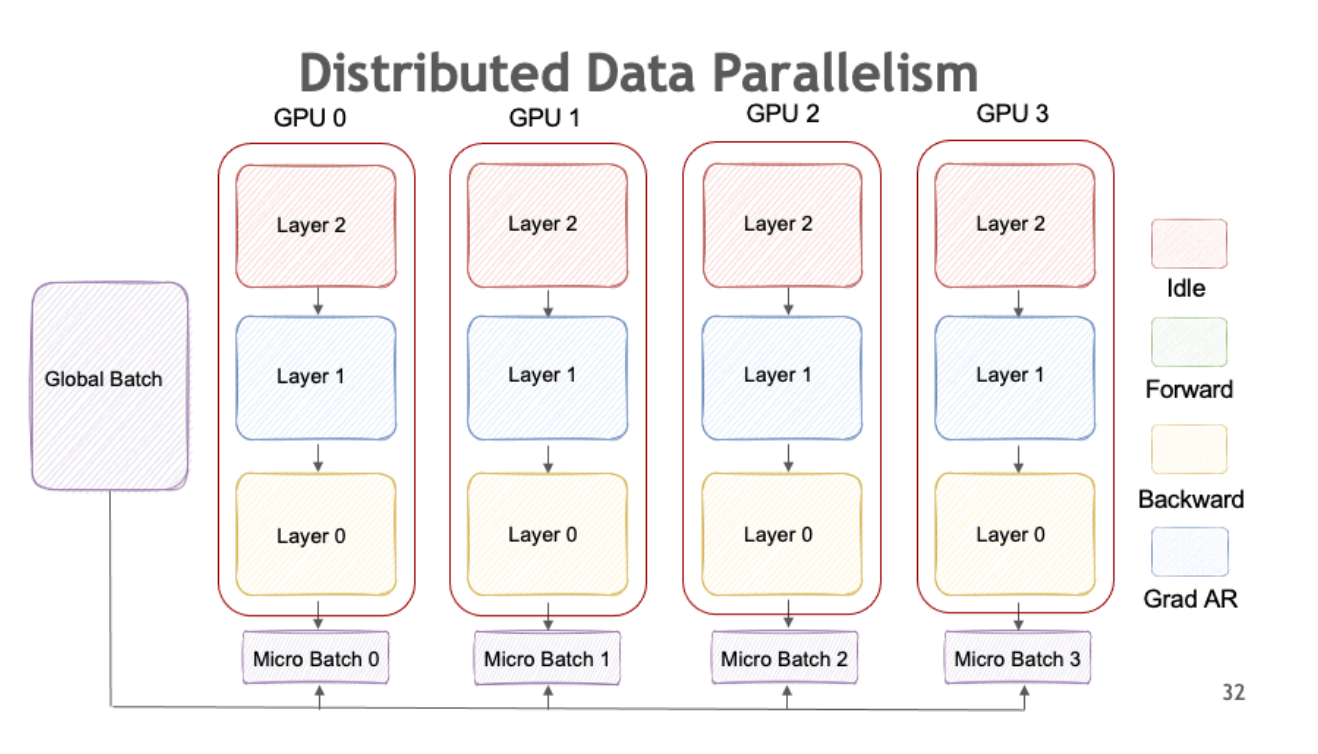 Distributed Data Parallelism
GPU 0
GPU 1
GPU 2
GPU 3
Layer 2
Layer 2
Layer 2
Layer 2
Idle
Global Batch
Layer 1
Layer 1
Layer 1
Layer 1
Forward
Backward
Layer 0
Layer 0
Layer 0
Layer 0
Grad AR
Micro Batch 0
Micro Batch 1
Micro Batch 2
Micro Batch 3
32